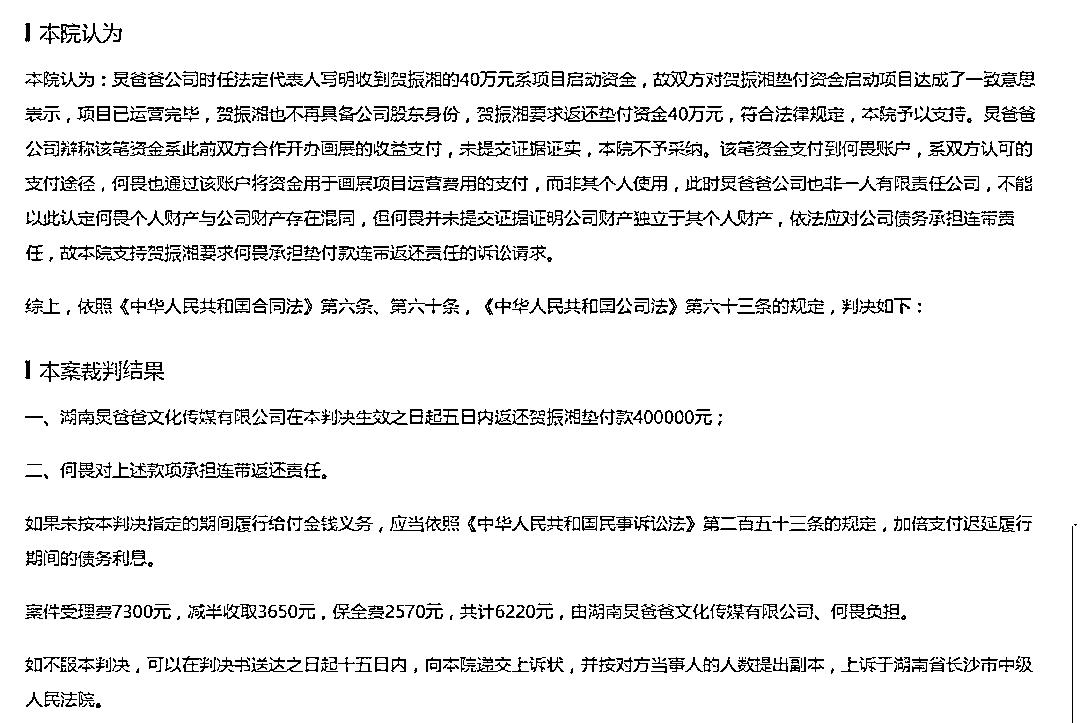 本院认为
本院认为：炅爸爸公司时任法定代表人写明收到贺振湘的40万元系项目启动资金，故双方对贺振湘垫付资金启动项目达成了一致意思
表示，项目已运营完毕，贺振湘也不再具备公司股东身份，贺振湘要求返还垫付资金40万元，符合法律规定，本院予以支持。炅爸爸
公司辩称该笔资金系此前双方合作开办画展的收益支付，未提交证据证实，本院不予采纳。该笔资金支付到何畏账户，系双方认可的
支付途径，何畏也通过该账户将资金用于画展项目运营费用的支付，而非其个人使用，此时炅爸爸公司也非一人有限责任公司，不能
以此认定何畏个人财产与公司财产存在混同，但何畏并未提交证据证明公司财产独立于其个人财产，依法应对公司债务承担连带责
任，故本院支持贺振湘要求何畏承担垫付款连带返还责任的诉讼请求。
综上，依照《中华人民共和国合同法》第六条、第六十条，《中华人民共和国公司法》第六十三条的规定，判决如下：
本案裁判结果
一、湖南炅爸爸文化传媒有限公司在本判决生效之日起五日内返还贺振湘垫付款400000元；
二、何畏对上述款项承担连带返还责任。
如果未按本判决指定的期间履行给付金钱义务，应当依照《中华人民共和国民事诉讼法》第二百五十三条的规定，加倍支付迟延履行
期间的债务利息。
案件受理费7300元，减半收取3650元，保全费2570元，共计6220元，由湖南炅爸爸文化传媒有限公司、何畏负担。
如不服本判决，可以在判决书送达之日起十五日内，向本院递交上诉状，并按对方当事人的人数提出副本，上诉于湖南省长沙市中级
人民法院。